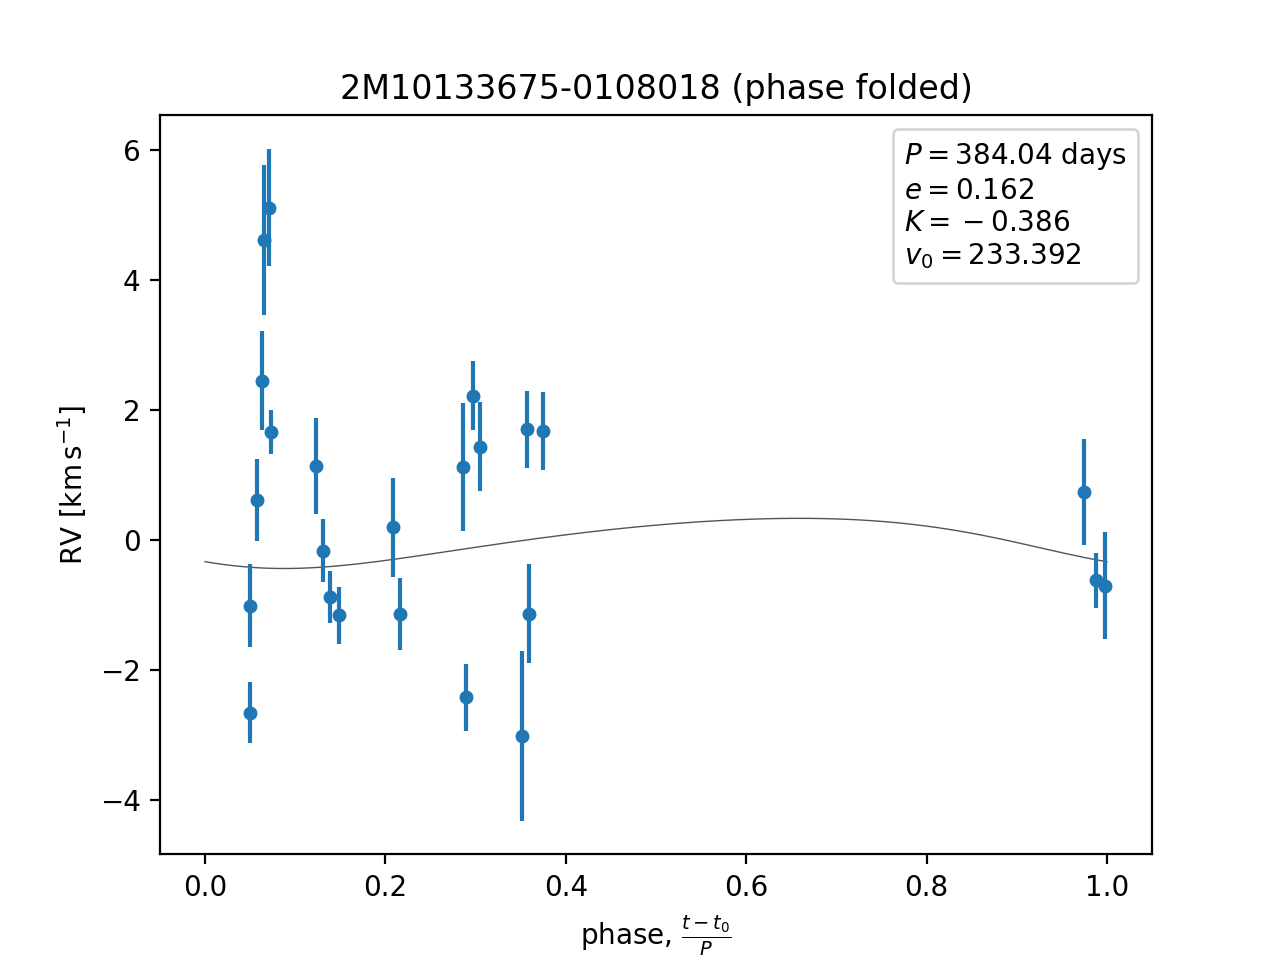 2M10133675-0108018 (phase folded)
P = 384.04 days
e = 0.162
K = −0.386
v₀ = 233.392
6
4
2
0
−2
−4
RV [km s⁻¹]
0.0 0.2 0.4 0.6 0.8 1.0
phase, (t − t₀)/P